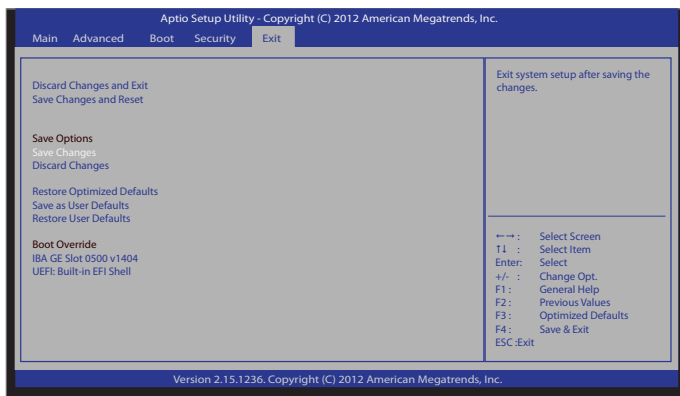 Aptio Setup Utility - Copyright (C) 2012 American Megatrends, Inc.
Main Advanced Boot Security Exit
Discard Changes and Exit
Save Changes and Reset
Save Options
Save Changes
Discard Changes
Restore Optimized Defaults
Save as User Defaults
Restore User Defaults
Boot Override
IBA GE Slot 0500 v1404
UEFI: Built-in EFI Shell
Exit system setup after saving the
changes.
←→ : Select Screen
↑↓ : Select Item
Enter: Select
+/- : Change Opt.
F1 : General Help
F2 : Previous Values
F3 : Optimized Defaults
F4 : Save & Exit
ESC :Exit
Version 2.15.1236. Copyright (C) 2012 American Megatrends, Inc.